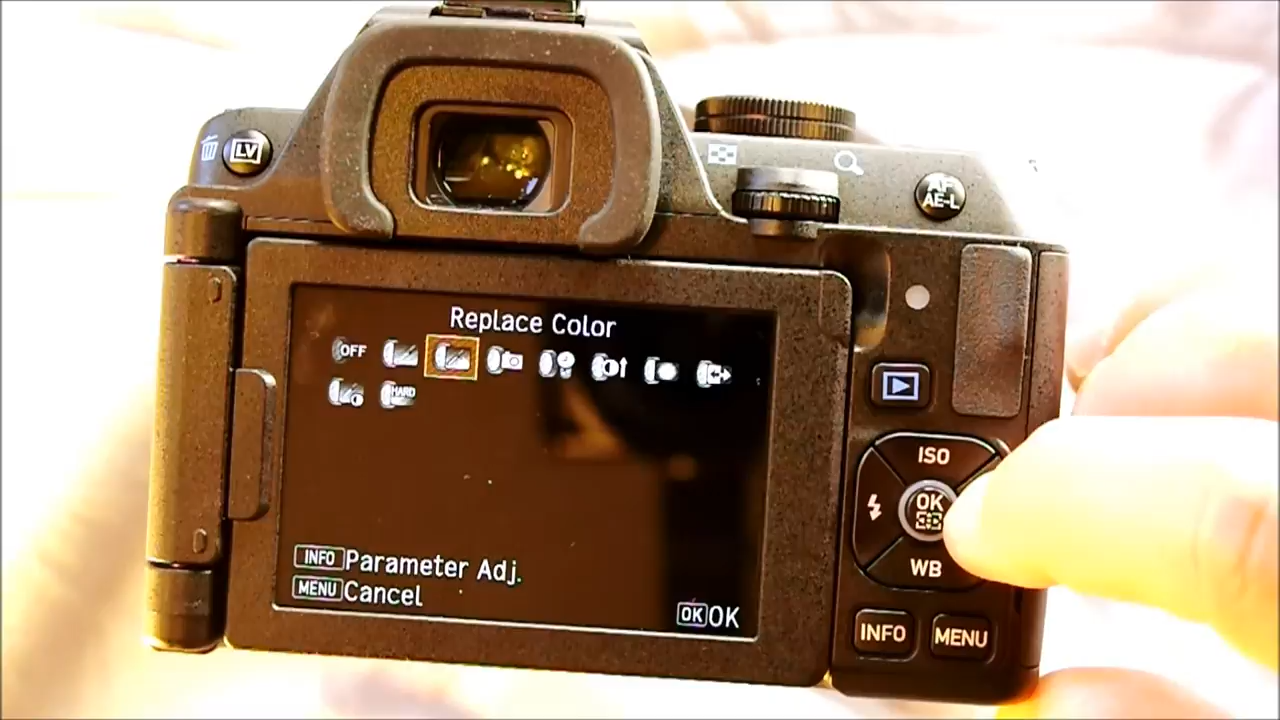 LV
AF
AE-L
Replace Color
OFF
HARD
INFO Parameter Adj.
MENU Cancel
OK OK
ISO
OK
WB
INFO
MENU